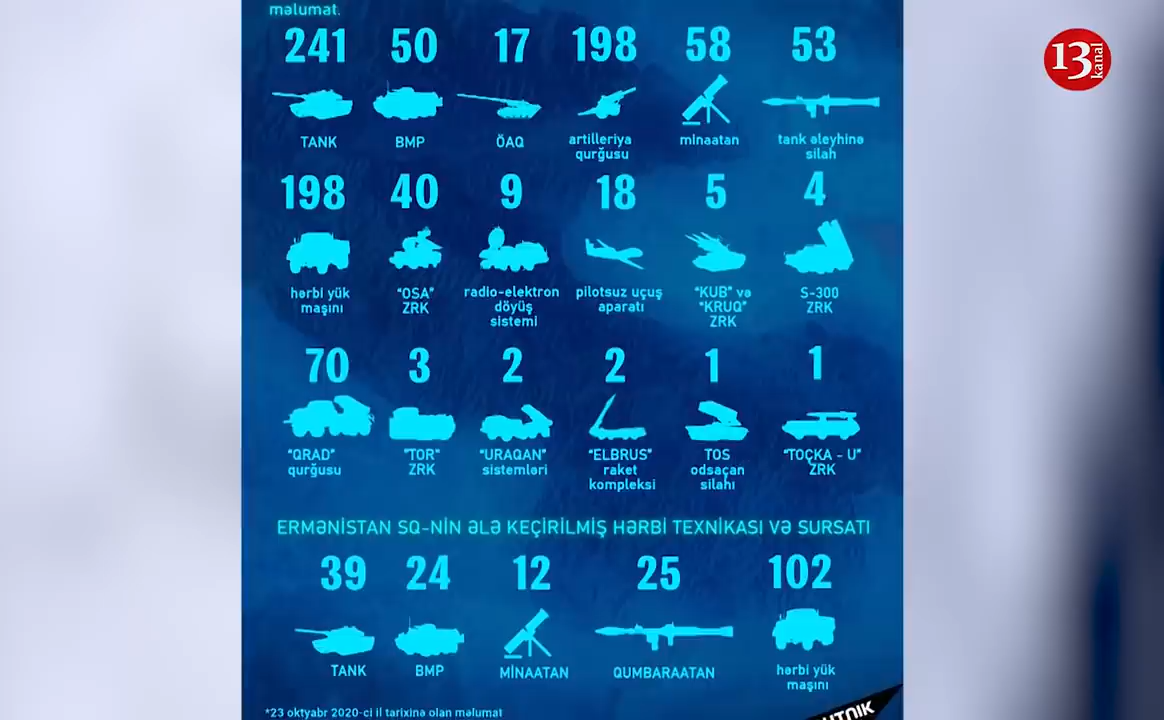 məlumat.
13 kanal
241 50 17 198 58 53
TANK BMP ÖAQ artilleriya qurğusu minaatan tank əleyhinə silah
198 40 9 18 5 4
hərbi yük maşını "OSA" ZRK radio-elektron döyüş sistemi pilotsuz uçuş aparatı "KUB" və "KRUQ" ZRK S-300 ZRK
70 3 2 2 1 1
"QRAD" qurğusu "TOR" ZRK "URAQAN" sistemləri "ELBRUS" raket kompleksi TOS odsaçan silahı "TOÇKA - U" ZRK
ERMƏNİSTAN SQ-NİN ƏLƏ KEÇİRİLMİŞ HƏRBİ TEXNİKASI VƏ SURSATI
39 24 12 25 102
TANK BMP MİNAATAN QUMBARAATAN hərbi yük maşını
*23 oktyabr 2020-ci il tarixinə olan məlumat